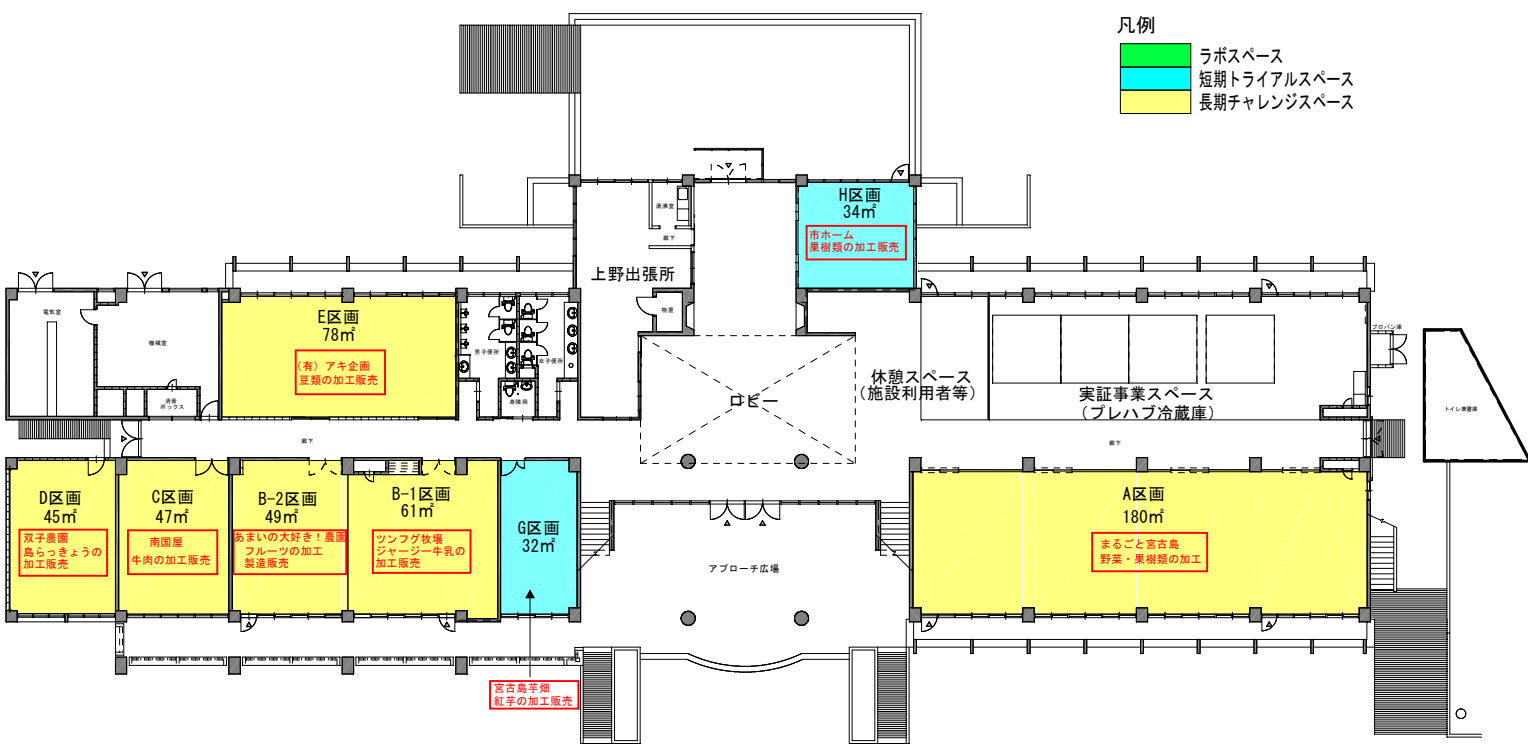 凡例
ラボスペース
短期トライアルスペース
長期チャレンジスペース
H区画
34㎡
市ホーム
果樹類の加工販売
湯沸室
廊下
上野出張所
物置
電気室
機械室
消音
ボックス
E区画
78㎡
(有) アキ企画
豆類の加工販売
男子便所
女子便所
身障用
ロビー
休憩スペース
(施設利用者等)
実証事業スペース
(プレハブ冷蔵庫)
プロパン庫
廊下
廊下
D区画
45㎡
双子農園
島らっきょうの
加工販売
C区画
47㎡
南国屋
牛肉の加工販売
B-2区画
49㎡
あまいの大好き!農園
フルーツの加工
製造販売
B-1区画
61㎡
ツンフグ牧場
ジャージー牛乳の
加工販売
G区画
32㎡
宮古島芋畑
紅芋の加工販売
アプローチ広場
A区画
180㎡
まるごと宮古島
野菜・果樹類の加工